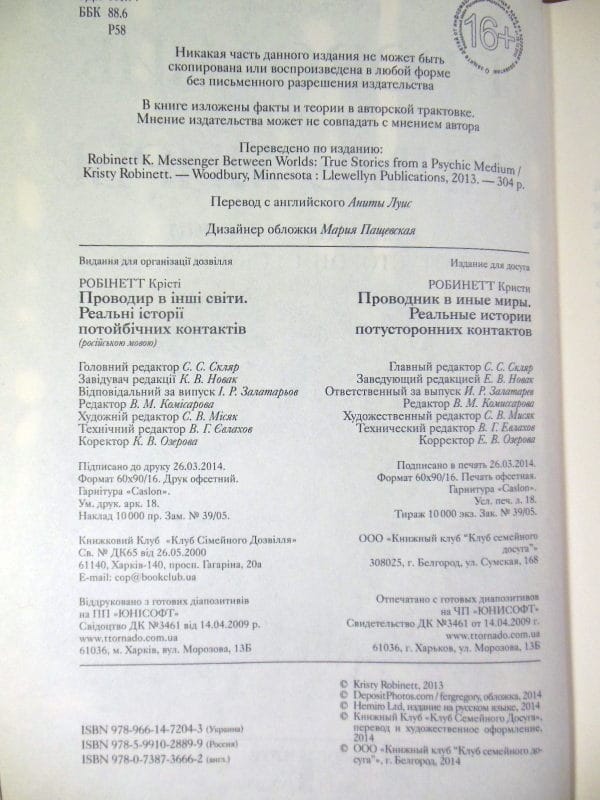 ББК 88.6
Р58
16+
Никакая часть данного издания не может быть
скопирована или воспроизведена в любой форме
без письменного разрешения издательства
В книге изложены факты и теории в авторской трактовке.
Мнение издательства может не совпадать с мнением автора
Переведено по изданию:
Robinett K. Messenger Between Worlds: True Stories from a Psychic Medium /
Kristy Robinett. — Woodbury, Minnesota : Llewellyn Publications, 2013. — 304 p.
Перевод с английского Аниты Луис
Дизайнер обложки Мария Пащевская
Видання для організації дозвілля
РОБІНЕТТ Крісті
Проводир в інші світи.
Реальні історії
потойбічних контактів
(російською мовою)
Головний редактор С. С. Скляр
Завідувач редакції К. В. Новак
Відповідальний за випуск І. Р. Залатарьов
Редактор В. М. Комісарова
Художній редактор С. В. Місяк
Технічний редактор В. Г. Євлахов
Коректор К. В. Озерова
Підписано до друку 26.03.2014.
Формат 60х90/16. Друк офсетний.
Гарнітура «Caslon».
Ум. друк. арк. 18.
Наклад 10 000 пр. Зам. № 39/05.
Книжковий Клуб «Клуб Сімейного Дозвілля»
Св. № ДК65 від 26.05.2000
61140, Харків-140, просп. Гагаріна, 20а
E-mail: cop@bookclub.ua
Віддруковано з готових діапозитивів
на ПП «ЮНІСОФТ»
Свідоцтво ДК №3461 від 14.04.2009 р.
www.ttornado.com.ua
61036, м. Харків, вул. Морозова, 13Б
Издание для досуга
РОБИНЕТТ Кристи
Проводник в иные миры.
Реальные истории
потусторонних контактов
Главный редактор С. С. Скляр
Заведующий редакцией Е. В. Новак
Ответственный за выпуск И. Р. Залатарев
Редактор В. М. Комисарова
Художественный редактор С. В. Мисяк
Технический редактор В. Г. Евлахов
Корректор Е. В. Озерова
Подписано в печать 26.03.2014.
Формат 60х90/16. Печать офсетная.
Гарнитура «Caslon».
Усл. печ. л. 18.
Тираж 10 000 экз. Зак. № 39/05.
ООО «Книжный клуб "Клуб семейного
досуга"»
308025, г. Белгород, ул. Сумская, 168
Отпечатано с готовых диапозитивов
на ЧП «ЮНИСОФТ»
Свидетельство ДК №3461 от 14.04.2009 г.
www.ttornado.com.ua
61036, г. Харьков, ул. Морозова, 13Б
ISBN 978-966-14-7204-3 (Украина)
ISBN 978-5-9910-2889-9 (Россия)
ISBN 978-0-7387-3666-2 (англ.)
© Kristy Robinett, 2013
© DepositPhotos.com / fergregory, обложка, 2014
© Hemiro Ltd, издание на русском языке, 2014
© Книжный Клуб «Клуб Семейного Досуга»,
перевод и художественное оформление,
2014
© ООО «Книжный клуб "Клуб семейного до-
суга"», г. Белгород, 2014